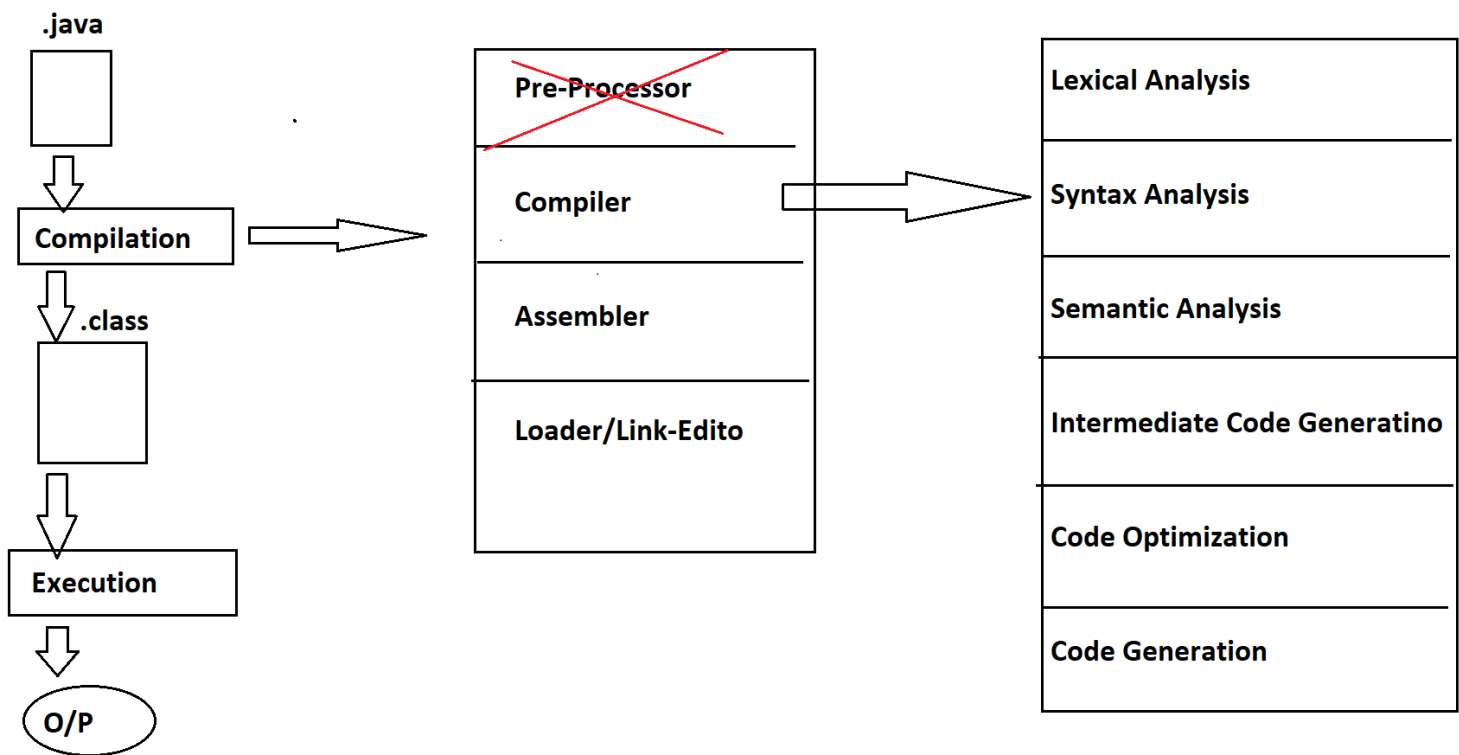 .java
Compilation
.class
Execution
O/P
Pre-Processor
Compiler
Assembler
Loader/Link-Edito
Lexical Analysis
Syntax Analysis
Semantic Analysis
Intermediate Code Generatino
Code Optimization
Code Generation